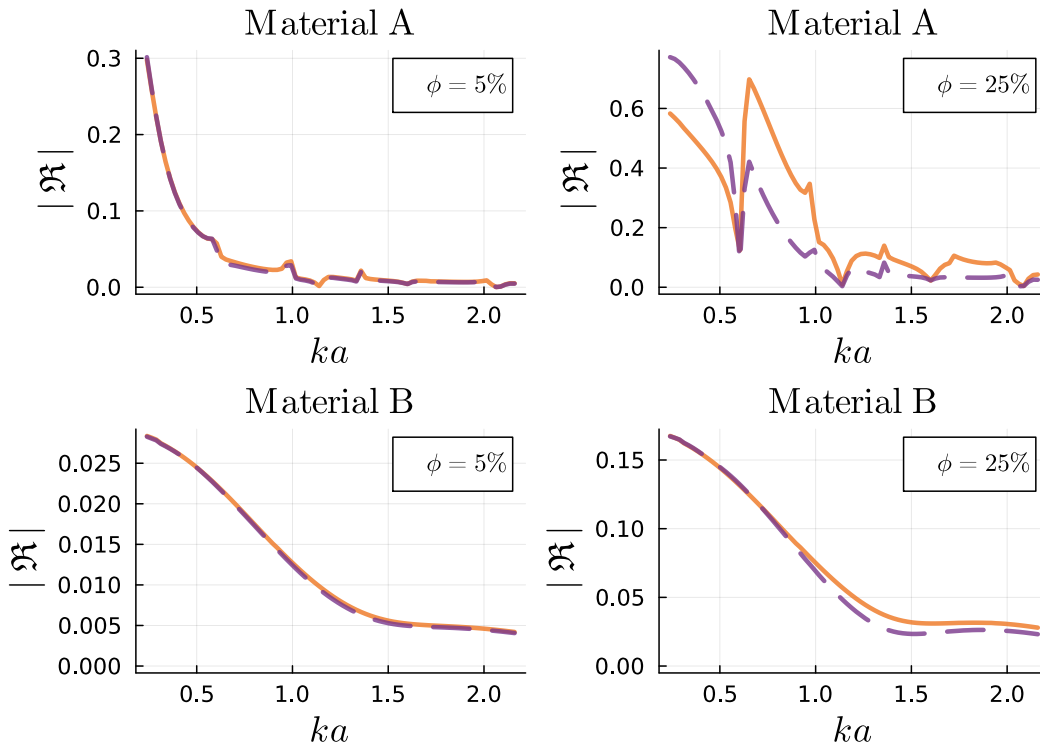 Material A
0.3
0.2
0.1
0.0
0.5 1.0 1.5 2.0
|ℜ|
ka
ϕ = 5%
Material A
0.6
0.4
0.2
0.0
0.5 1.0 1.5 2.0
|ℜ|
ka
ϕ = 25%
Material B
0.025
0.020
0.015
0.010
0.005
0.000
0.5 1.0 1.5 2.0
|ℜ|
ka
ϕ = 5%
Material B
0.15
0.10
0.05
0.00
0.5 1.0 1.5 2.0
|ℜ|
ka
ϕ = 25%